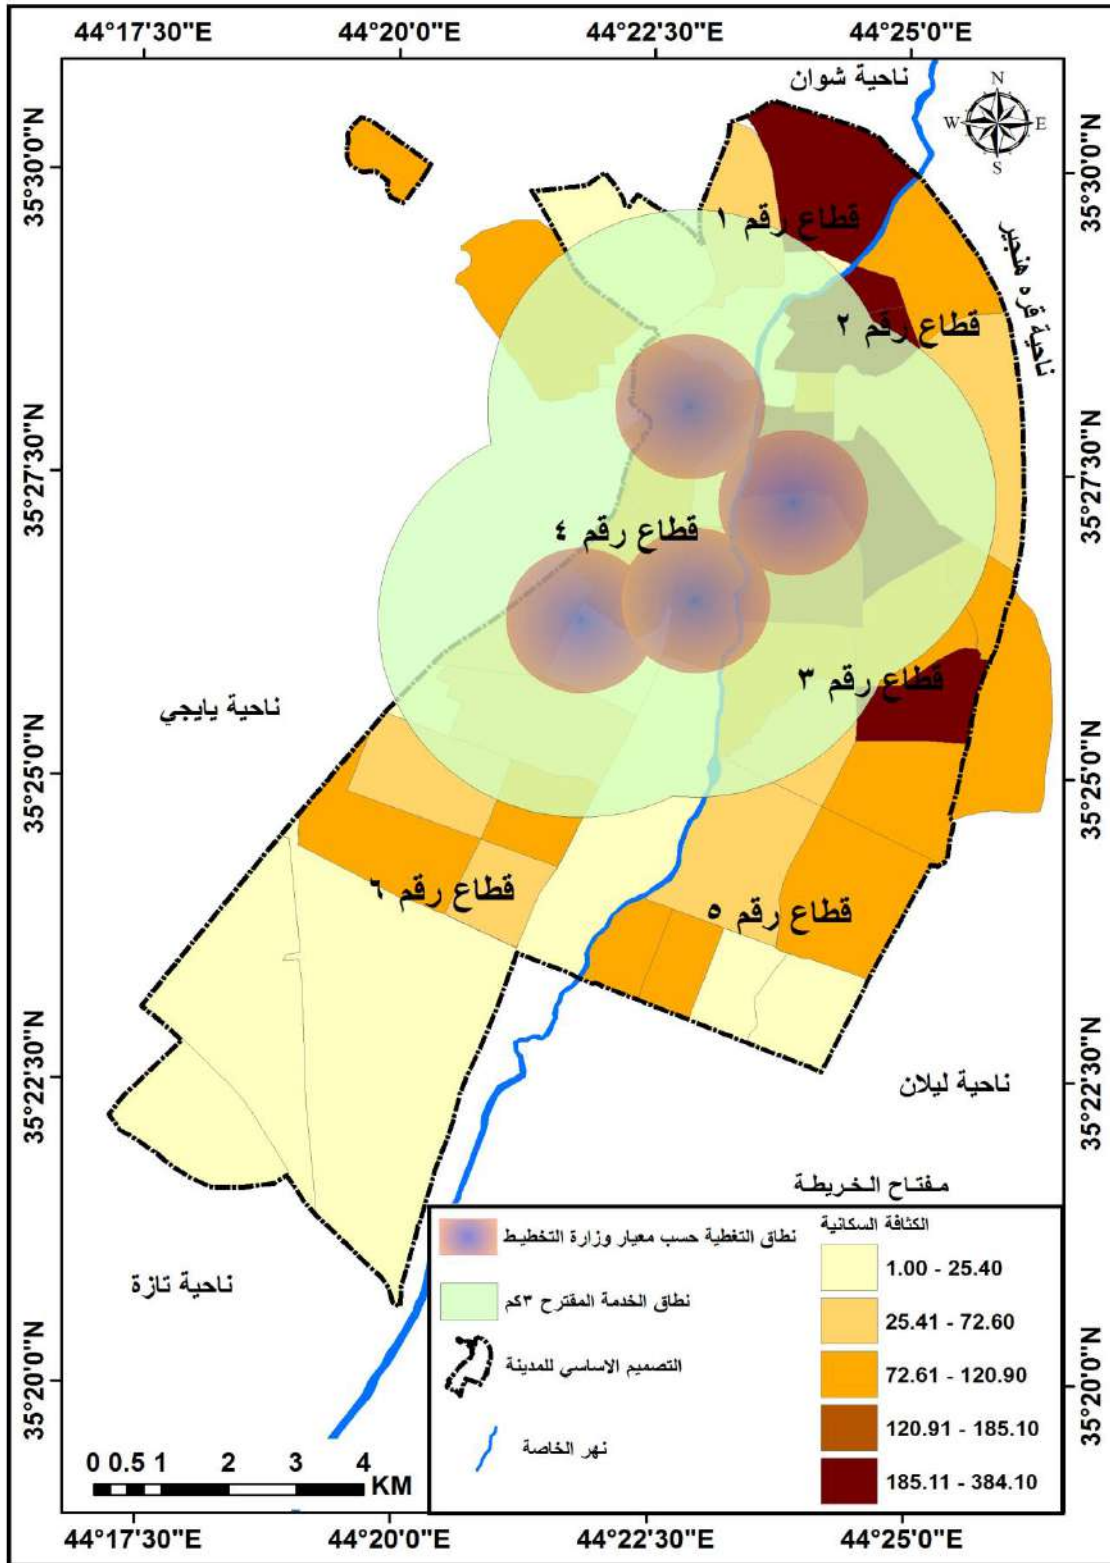 44°17'30"E 44°20'0"E 44°22'30"E 44°25'0"E
ناحية شوان
N
W E
S
35°30'0"N 35°30'0"N
قطاع رقم ١
ناحية قره هنجير
قطاع رقم ٢
35°27'30"N 35°27'30"N
قطاع رقم ٤
قطاع رقم ٣
ناحية يايجي
35°25'0"N 35°25'0"N
قطاع رقم ٦
قطاع رقم ٥
35°22'30"N 35°22'30"N
ناحية ليلان
مفتاح الخريطة
ناحية تازة
الكثافة السكانية
1.00 - 25.40
25.41 - 72.60
72.61 - 120.90
120.91 - 185.10
185.11 - 384.10
نطاق التغطية حسب معيار وزارة التخطيط
نطاق الخدمة المقترح ٣كم
التصميم الاساسي للمدينة
نهر الخاصة
35°20'0"N 35°20'0"N
0 0.5 1 2 3 4
KM
44°17'30"E 44°20'0"E 44°22'30"E 44°25'0"E